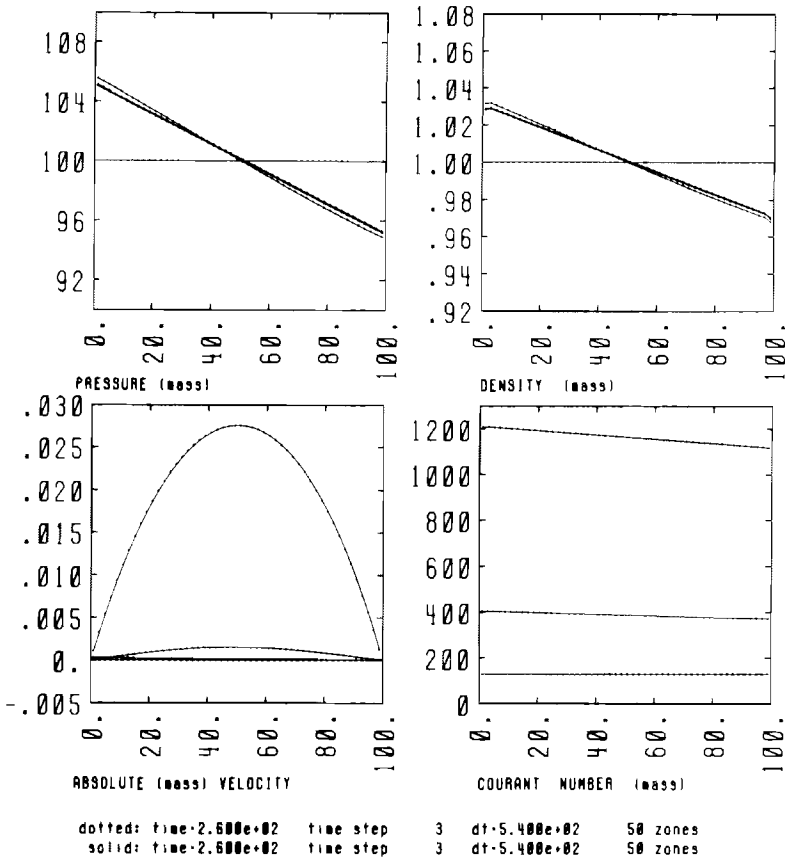 108
104
100
96
92
0. 20. 40. 60. 80. 100.
PRESSURE (mass)
1.08
1.06
1.04
1.02
1.00
.98
.96
.94
.92
0. 20. 40. 60. 80. 100.
DENSITY (mass)
.030
.025
.020
.015
.010
.005
0.
-.005
0. 20. 40. 60. 80. 100.
ABSOLUTE (mass) VELOCITY
1200
1000
800
600
400
200
0
0. 20. 40. 60. 80. 100.
COURANT NUMBER (mass)
dotted: time-2.600e+02 time step 3 dt-5.400e+02 50 zones
solid: time-2.600e+02 time step 3 dt-5.400e+02 50 zones